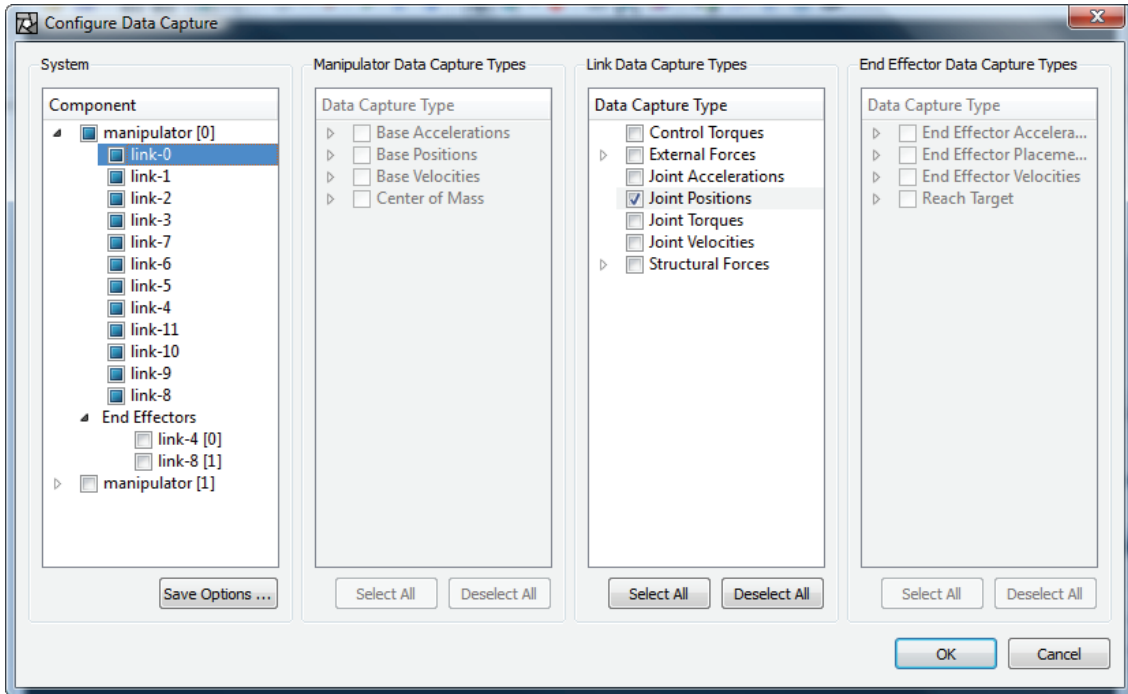 Configure Data Capture
System
Component
manipulator [0]
link-0
link-1
link-2
link-3
link-7
link-6
link-5
link-4
link-11
link-10
link-9
link-8
End Effectors
link-4 [0]
link-8 [1]
manipulator [1]
Save Options ...
Manipulator Data Capture Types
Data Capture Type
Base Accelerations
Base Positions
Base Velocities
Center of Mass
Select All
Deselect All
Link Data Capture Types
Data Capture Type
Control Torques
External Forces
Joint Accelerations
Joint Positions
Joint Torques
Joint Velocities
Structural Forces
Select All
Deselect All
End Effector Data Capture Types
Data Capture Type
End Effector Accelera...
End Effector Placeme...
End Effector Velocities
Reach Target
Select All
Deselect All
OK
Cancel